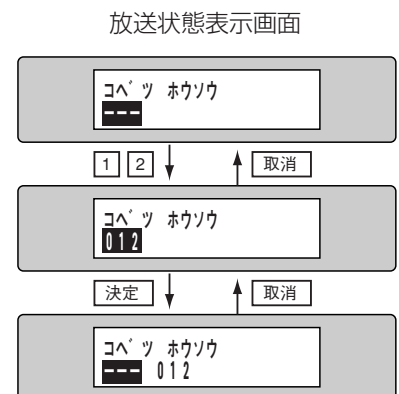 放送状態表示画面
コベツ ホウソウ
---
1 2 取消
コベツ ホウソウ
012
決定 取消
コベツ ホウソウ
--- 012